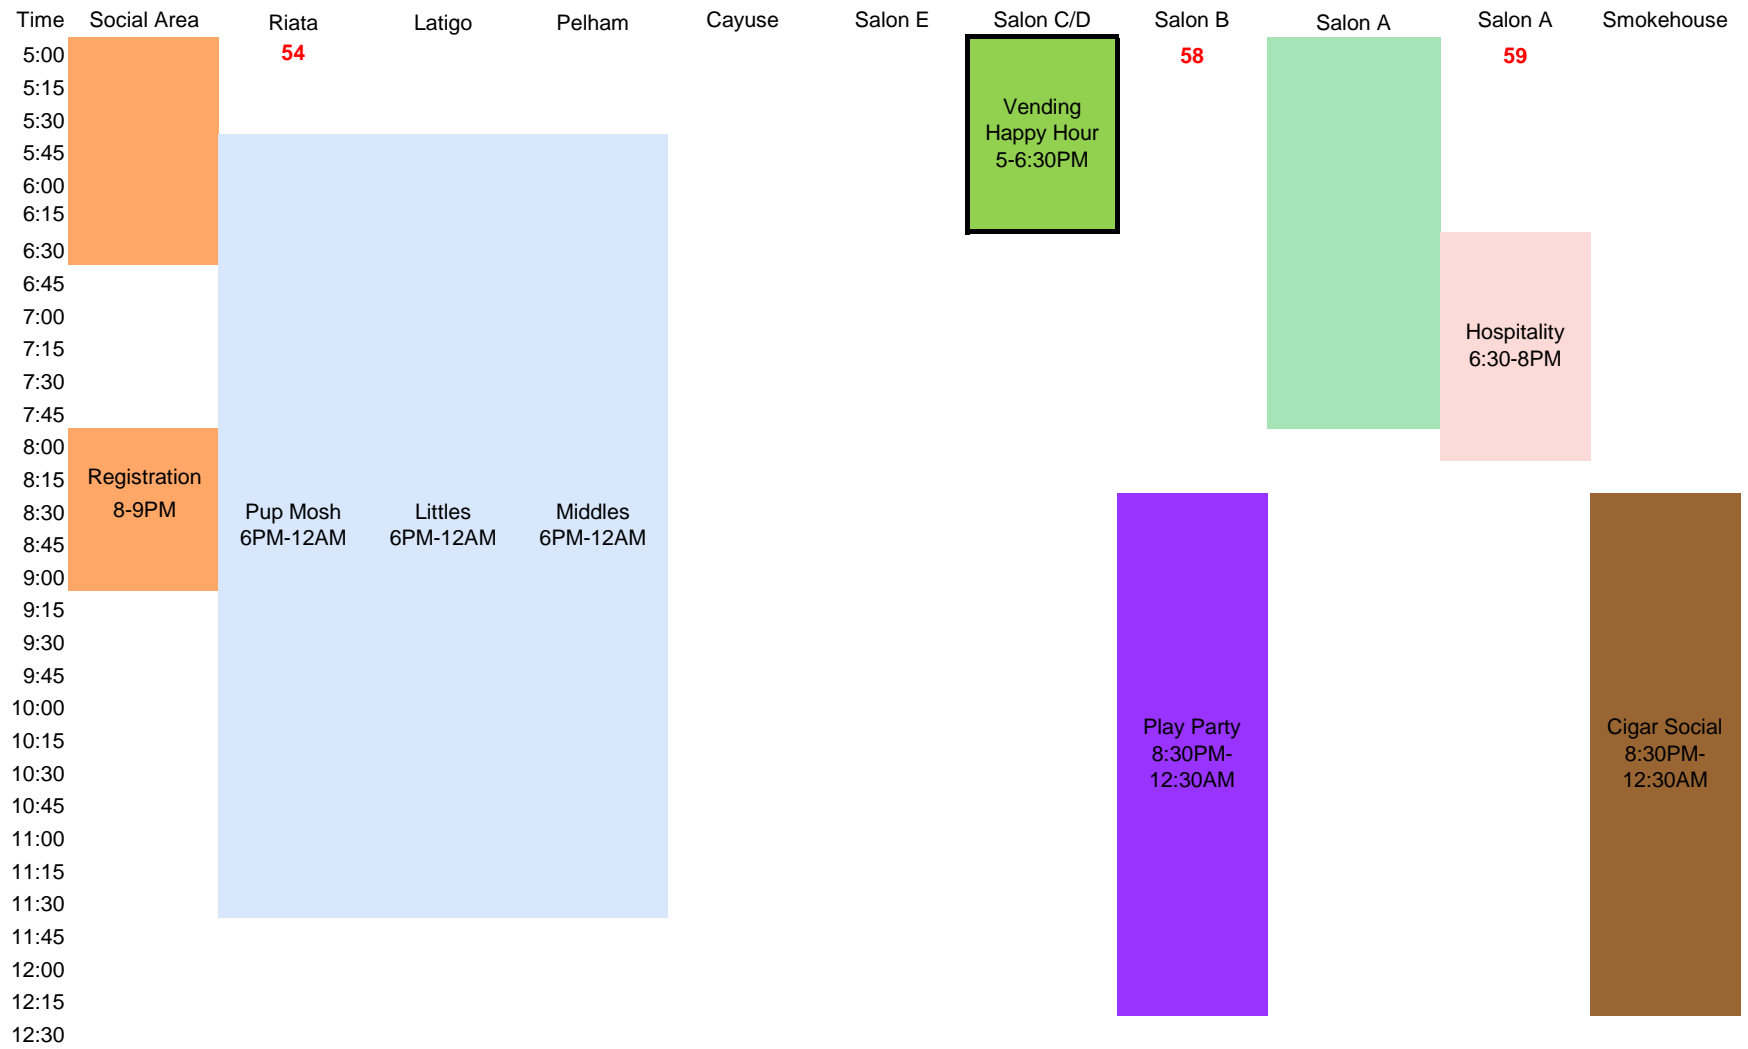 Time Social Area Riata Latigo Pelham Cayuse Salon E Salon C/D Salon B Salon A Salon A Smokehouse
5:00 54 58 59
5:15
Vending
5:30
Happy Hour
5:45
5-6:30PM
6:00
6:15
6:30
6:45
7:00
7:15
Hospitality
6:30-8PM
7:30
7:45
8:00
8:15
Registration
8-9PM
8:30
Pup Mosh Littles Middles
6PM-12AM 6PM-12AM 6PM-12AM
8:45
9:00
9:15
9:30
9:45
10:00
10:15
Play Party Cigar Social
8:30PM- 8:30PM-
12:30AM 12:30AM
10:30
10:45
11:00
11:15
11:30
11:45
12:00
12:15
12:30